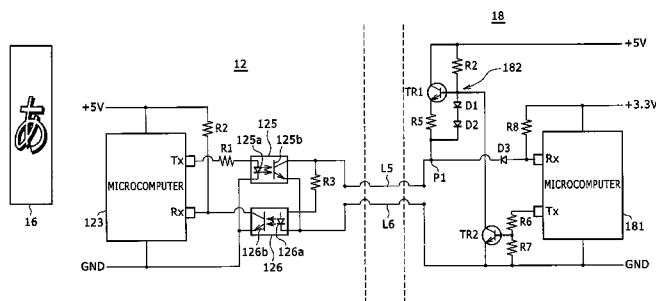 18
12
+5V
R2
182
TR1
D1
R5
D2
+3.3V
R8
+5V
R2
125
125a
125b
R1
Tx
MICROCOMPUTER
Rx
123
R3
L5
P1
D3
L6
126b
126a
126
Rx
MICROCOMPUTER
Tx
R6
TR2
R7
181
16
GND
GND